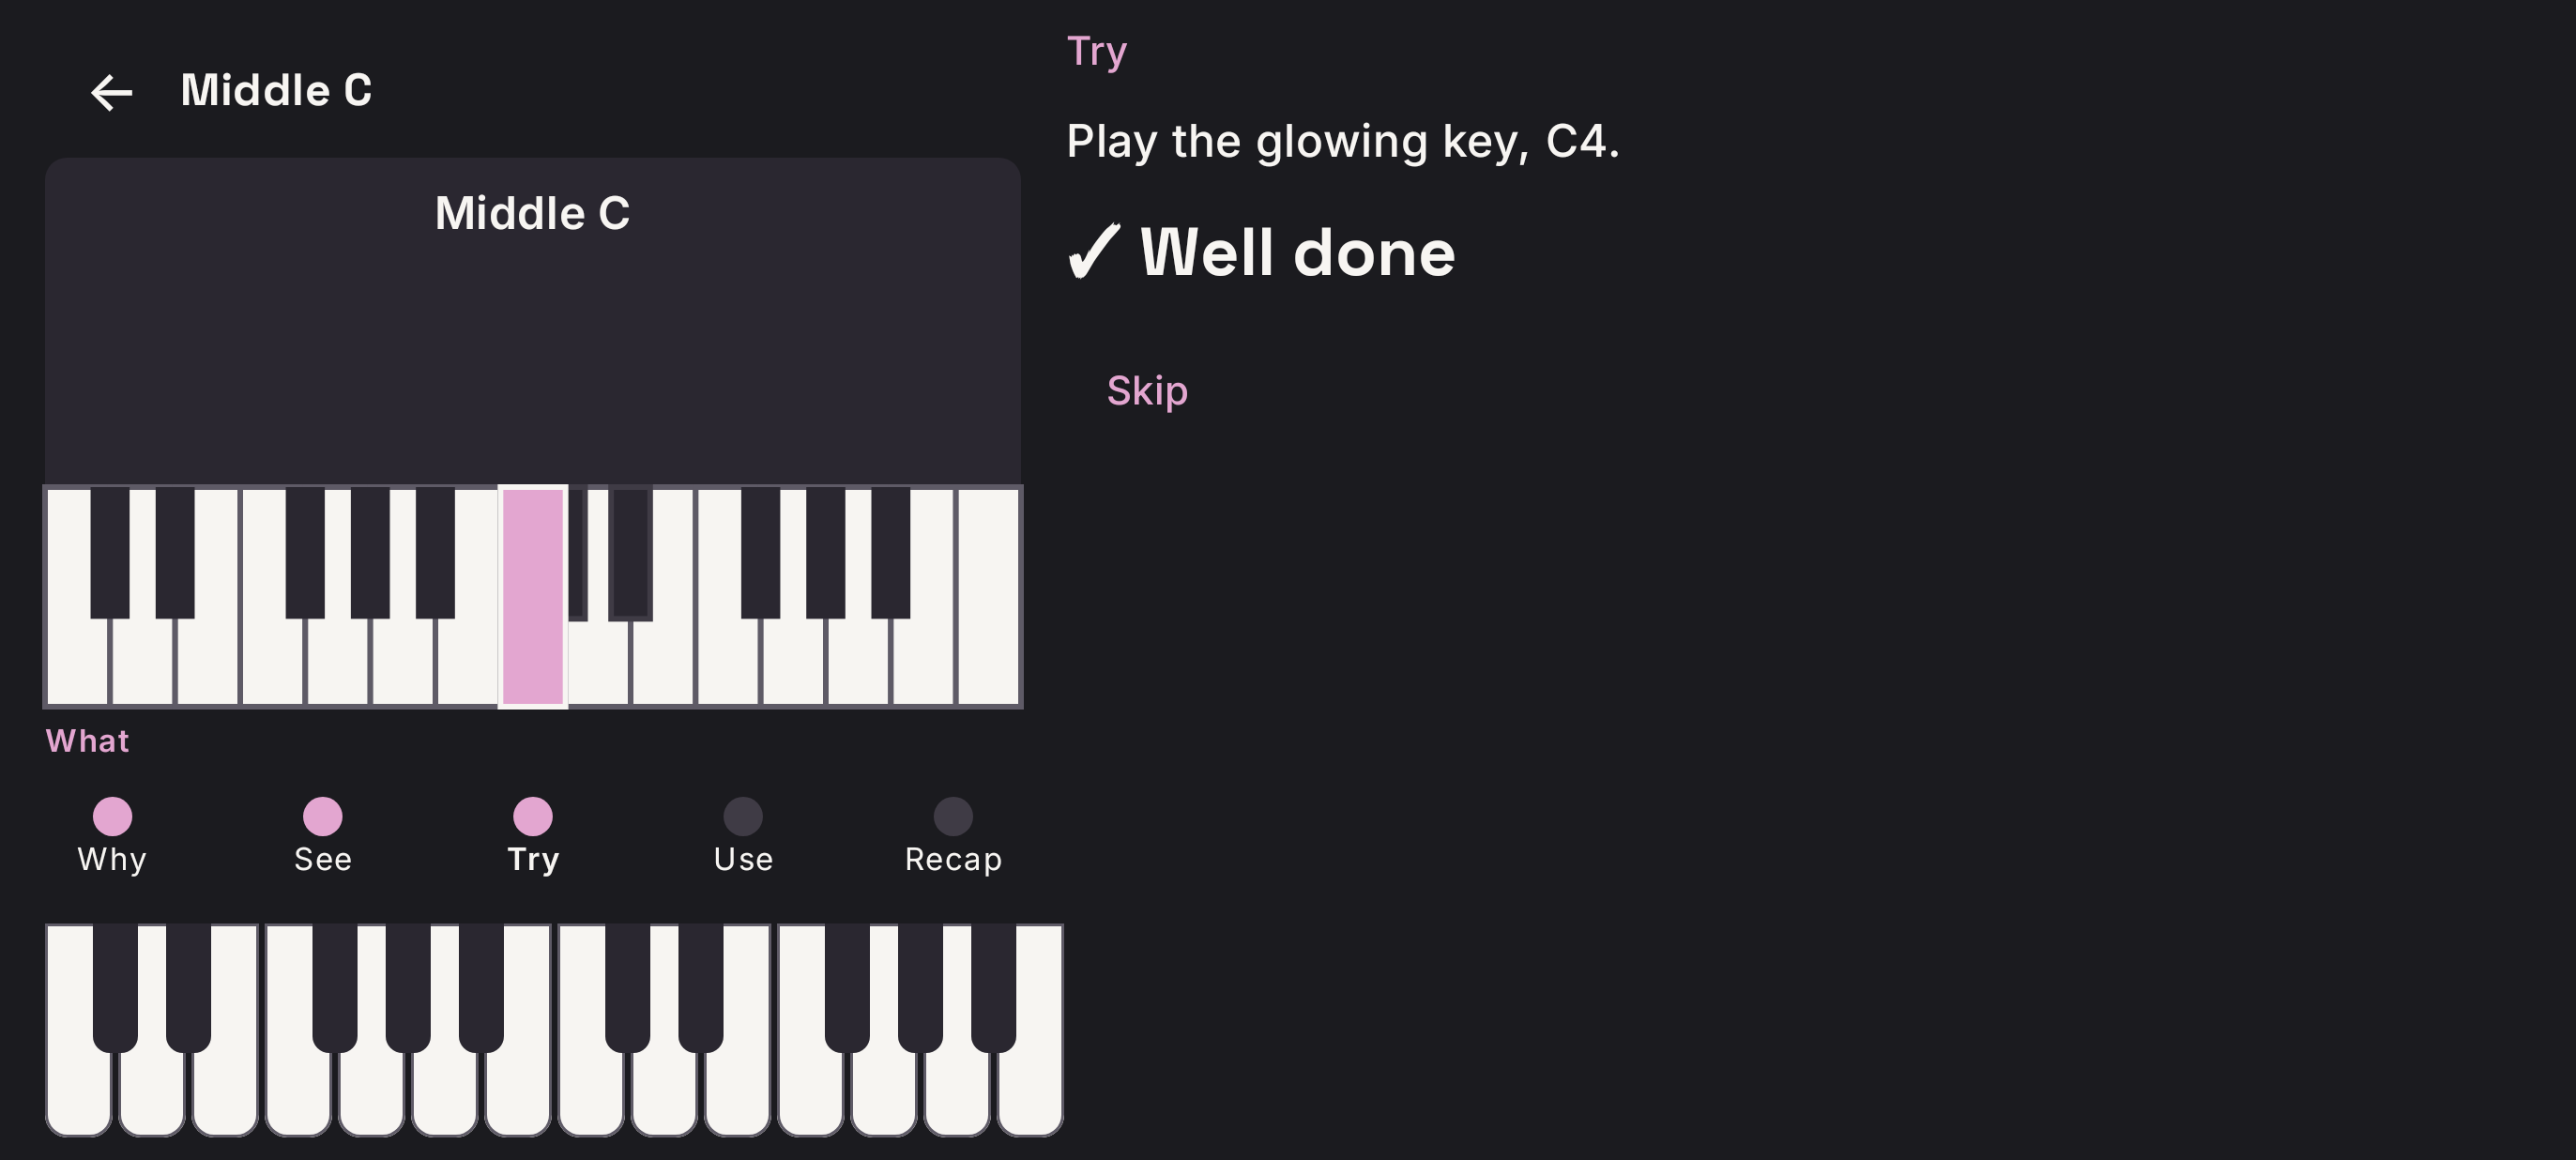 Middle C
Middle C
What
Why
See
Try
Use
Recap
Try
Play the glowing key, C4.
✓ Well done
Skip